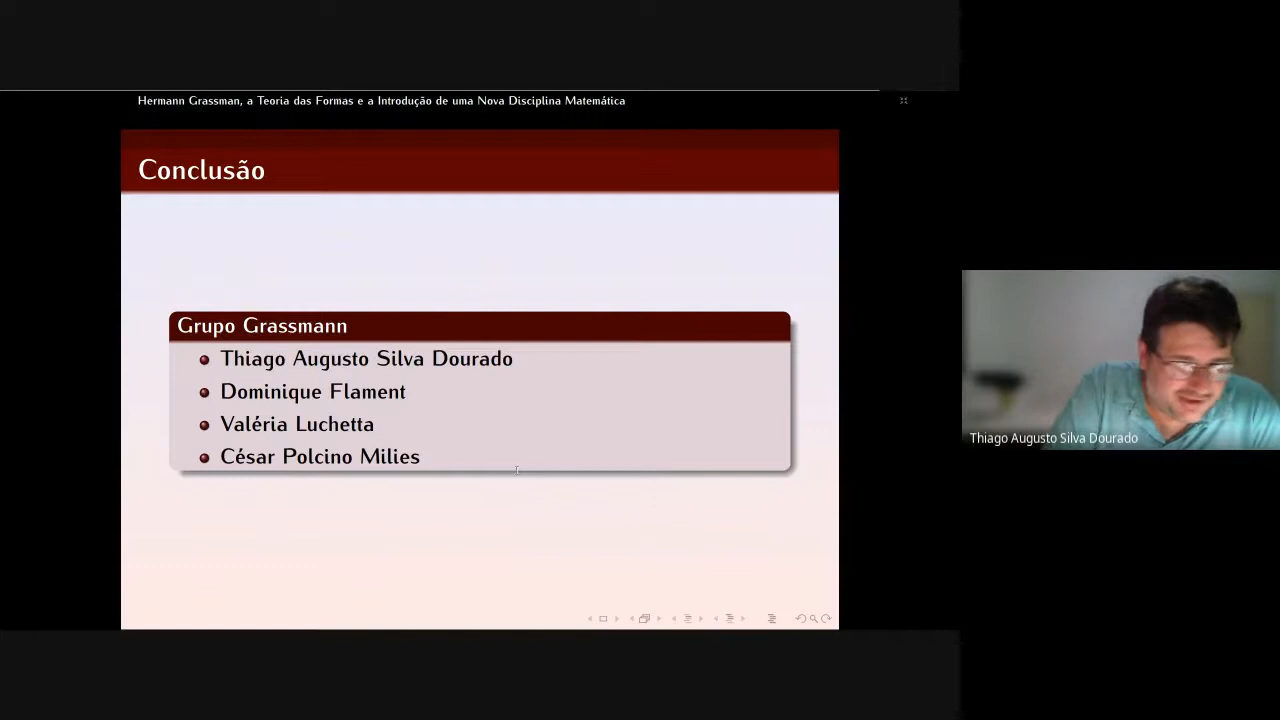 Hermann Grassman, a Teoria das Formas e a Introdução de uma Nova Disciplina Matemática
Conclusão
Grupo Grassmann
Thiago Augusto Silva Dourado
Dominique Flament
Valéria Luchetta
César Polcino Milies
Thiago Augusto Silva Dourado